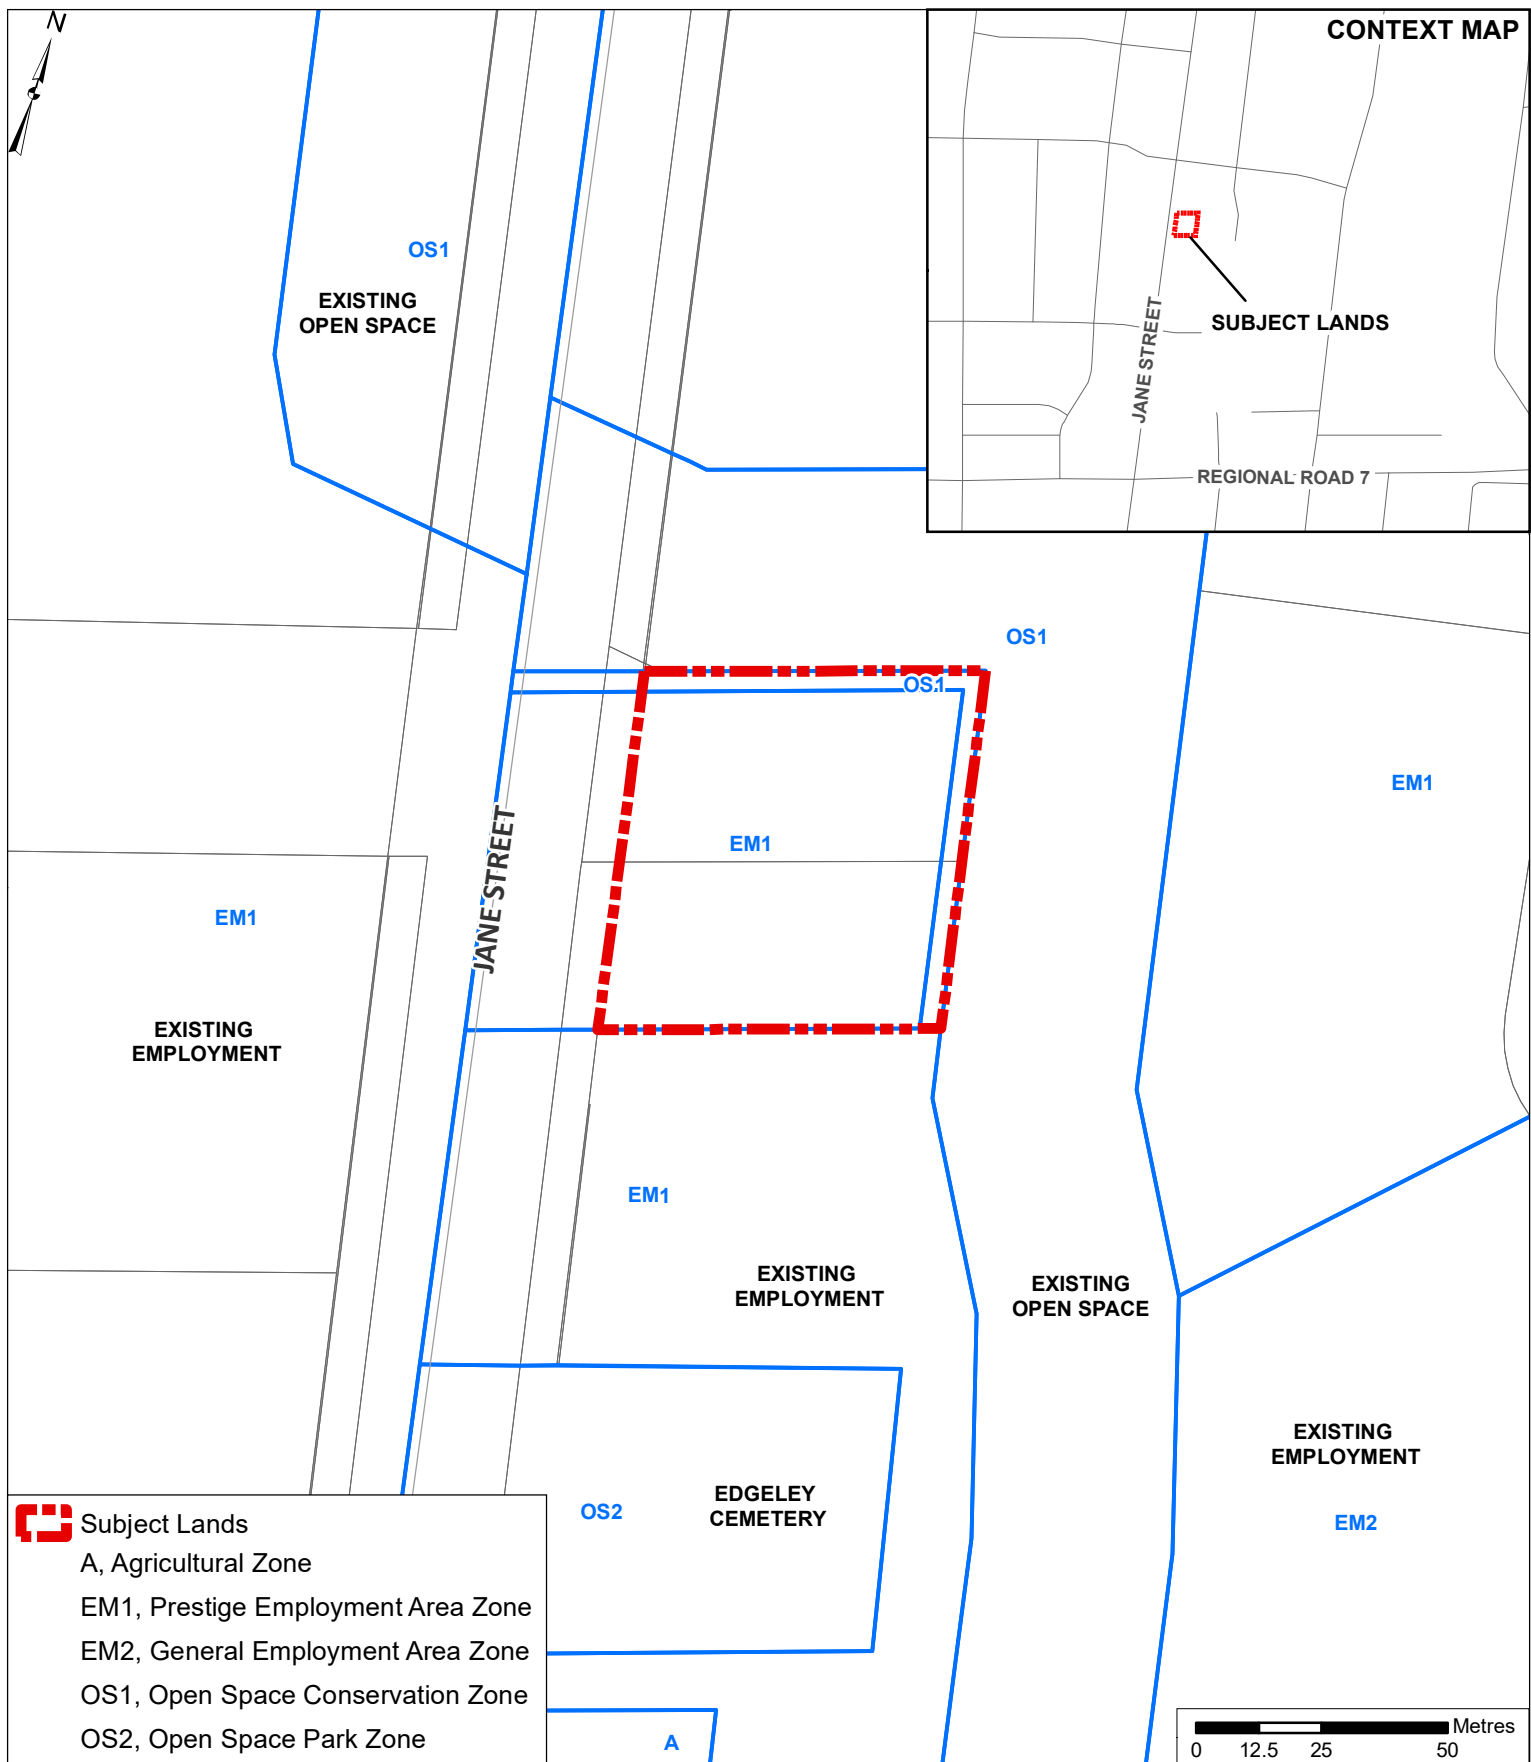 N
CONTEXT MAP
SUBJECT LANDS
JANE STREET
REGIONAL ROAD 7
OS1
EXISTING
OPEN SPACE
OS1
OS1
EM1
EM1
JANE STREET
EM1
EXISTING
EMPLOYMENT
EM1
EXISTING
EMPLOYMENT
EXISTING
OPEN SPACE
EXISTING
EMPLOYMENT
EM2
EDGELEY
CEMETERY
OS2
A
Subject Lands
A, Agricultural Zone
EM1, Prestige Employment Area Zone
EM2, General Employment Area Zone
OS1, Open Space Conservation Zone
OS2, Open Space Park Zone
Metres
0 12.5 25 50